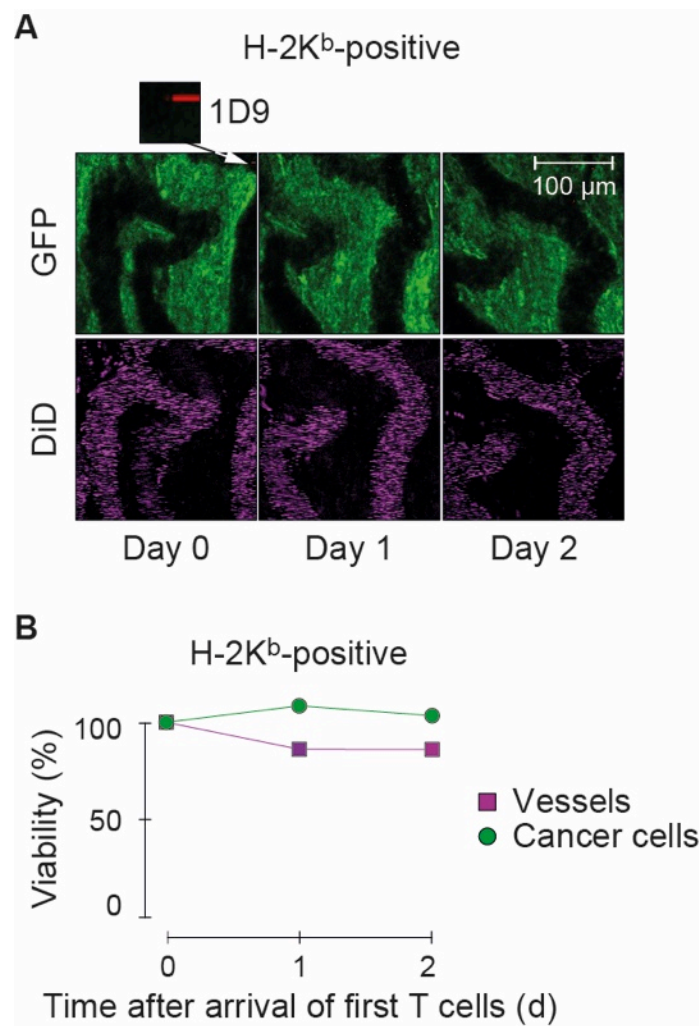 A
H-2Kᵇ-positive
1D9
100 µm
GFP
DiD
Day 0 Day 1 Day 2
B
H-2Kᵇ-positive
Viability (%)
100
50
0
Vessels
Cancer cells
0 1 2
Time after arrival of first T cells (d)